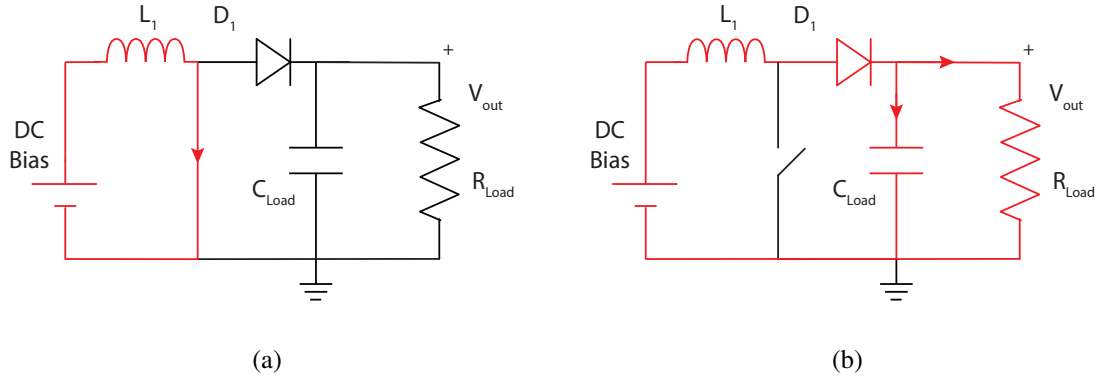 L1 D1
+
Vout
DC
Bias
CLoad
RLoad
(a)
L1 D1
+
Vout
DC
Bias
CLoad
RLoad
(b)